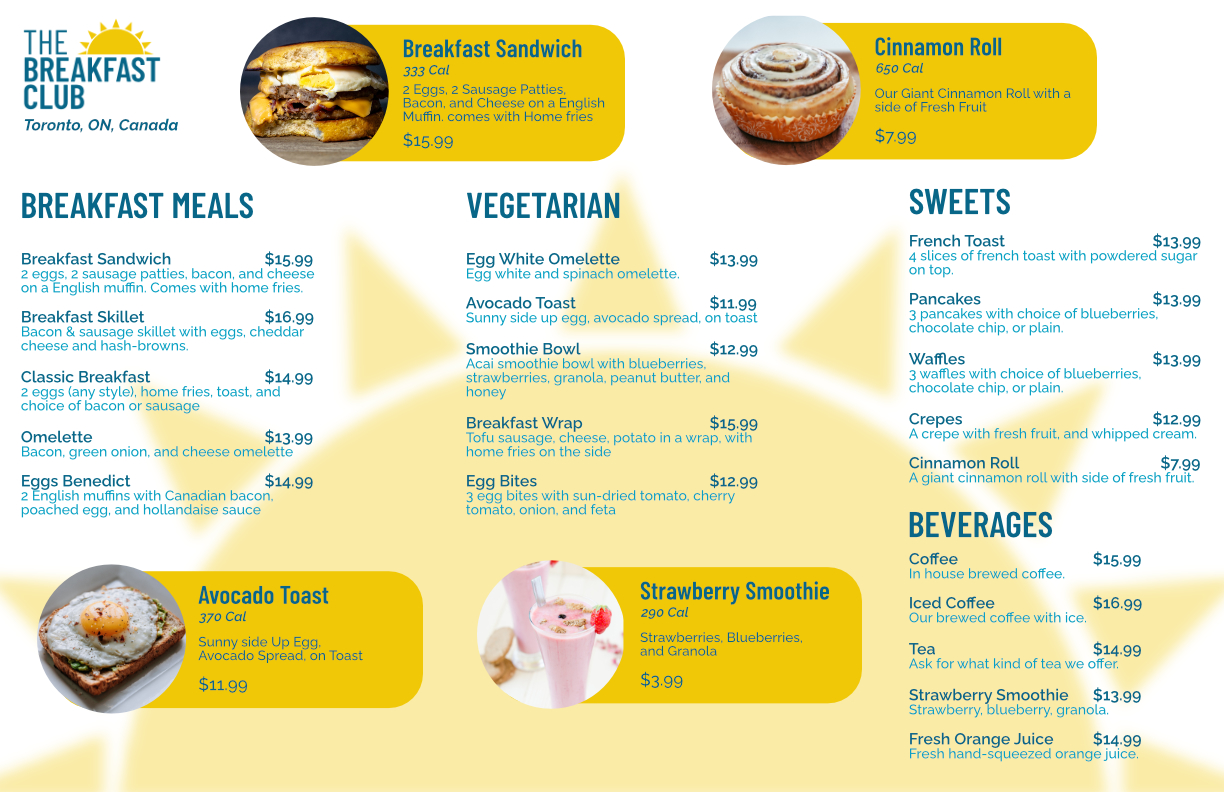 THE
BREAKFAST
CLUB
Toronto, ON, Canada
Breakfast Sandwich
333 Cal
2 Eggs, 2 Sausage Patties,
Bacon, and Cheese on a English
Muffin. comes with Home fries
$15.99
Cinnamon Roll
650 Cal
Our Giant Cinnamon Roll with a
side of Fresh Fruit
$7.99
BREAKFAST MEALS
Breakfast Sandwich $15.99
2 eggs, 2 sausage patties, bacon, and cheese
on a English muffin. Comes with home fries.
Breakfast Skillet $16.99
Bacon & sausage skillet with eggs, cheddar
cheese and hash-browns.
Classic Breakfast $14.99
2 eggs (any style), home fries, toast, and
choice of bacon or sausage
Omelette $13.99
Bacon, green onion, and cheese omelette
Eggs Benedict $14.99
2 English muffins with Canadian bacon,
poached egg, and hollandaise sauce
VEGETARIAN
Egg White Omelette $13.99
Egg white and spinach omelette.
Avocado Toast $11.99
Sunny side up egg, avocado spread, on toast
Smoothie Bowl $12.99
Acai smoothie bowl with blueberries,
strawberries, granola, peanut butter, and
honey
Breakfast Wrap $15.99
Tofu sausage, cheese, potato in a wrap, with
home fries on the side
Egg Bites $12.99
3 egg bites with sun-dried tomato, cherry
tomato, onion, and feta
SWEETS
French Toast $13.99
4 slices of french toast with powdered sugar
on top.
Pancakes $13.99
3 pancakes with choice of blueberries,
chocolate chip, or plain.
Waffles $13.99
3 waffles with choice of blueberries,
chocolate chip, or plain.
Crepes $12.99
A crepe with fresh fruit, and whipped cream.
Cinnamon Roll $7.99
A giant cinnamon roll with side of fresh fruit.
BEVERAGES
Coffee $15.99
In house brewed coffee.
Iced Coffee $16.99
Our brewed coffee with ice.
Tea $14.99
Ask for what kind of tea we offer.
Strawberry Smoothie $13.99
Strawberry, blueberry, granola.
Fresh Orange Juice $14.99
Fresh hand-squeezed orange juice.
Avocado Toast
370 Cal
Sunny side Up Egg,
Avocado Spread, on Toast
$11.99
Strawberry Smoothie
290 Cal
Strawberries, Blueberries,
and Granola
$3.99